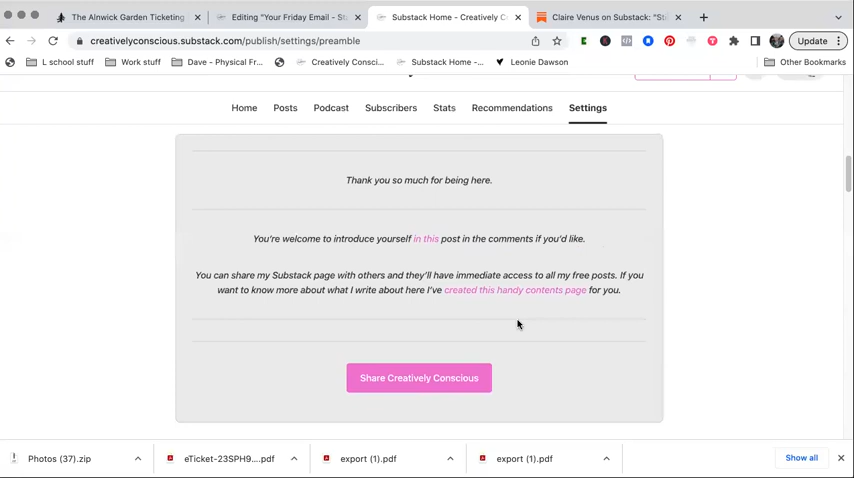 The Alnwick Garden Ticketing
Editing "Your Friday Email - St
Substack Home - Creatively C
Claire Venus on Substack: "Sti
creativelyconscious.substack.com/publish/settings/preamble
Update
L school stuff
Work stuff
Dave - Physical Fr...
Creatively Consci...
Substack Home -...
Leonie Dawson
Other Bookmarks
Home
Posts
Podcast
Subscribers
Stats
Recommendations
Settings
Thank you so much for being here.
You're welcome to introduce yourself in this post in the comments if you'd like.
You can share my Substack page with others and they'll have immediate access to all my free posts. If you
want to know more about what I write about here I've created this handy contents page for you.
Share Creatively Conscious
Photos (37).zip
eTicket-23SPH9....pdf
export (1).pdf
export (1).pdf
Show all